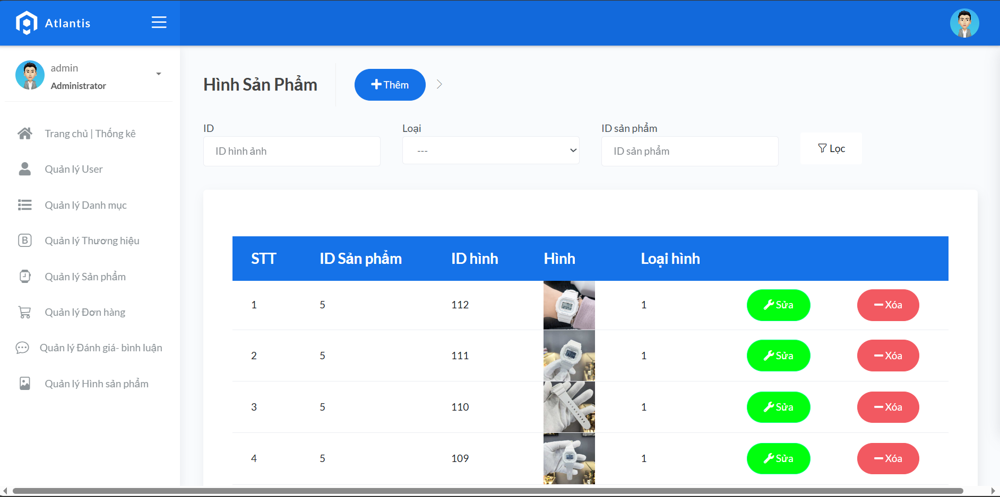 Atlantis
admin
Administrator
Trang chủ | Thống kê
Quản lý User
Quản lý Danh mục
Quản lý Thương hiệu
Quản lý Sản phẩm
Quản lý Đơn hàng
Quản lý Đánh giá- bình luận
Quản lý Hình sản phẩm
Hình Sản Phẩm
Thêm
ID
Loại
ID sản phẩm
ID hình ảnh
---
ID sản phẩm
Lọc
STT ID Sản phẩm ID hình Hình Loại hình
1 5 112 1 Sửa Xóa
2 5 111 1 Sửa Xóa
3 5 110 1 Sửa Xóa
4 5 109 1 Sửa Xóa